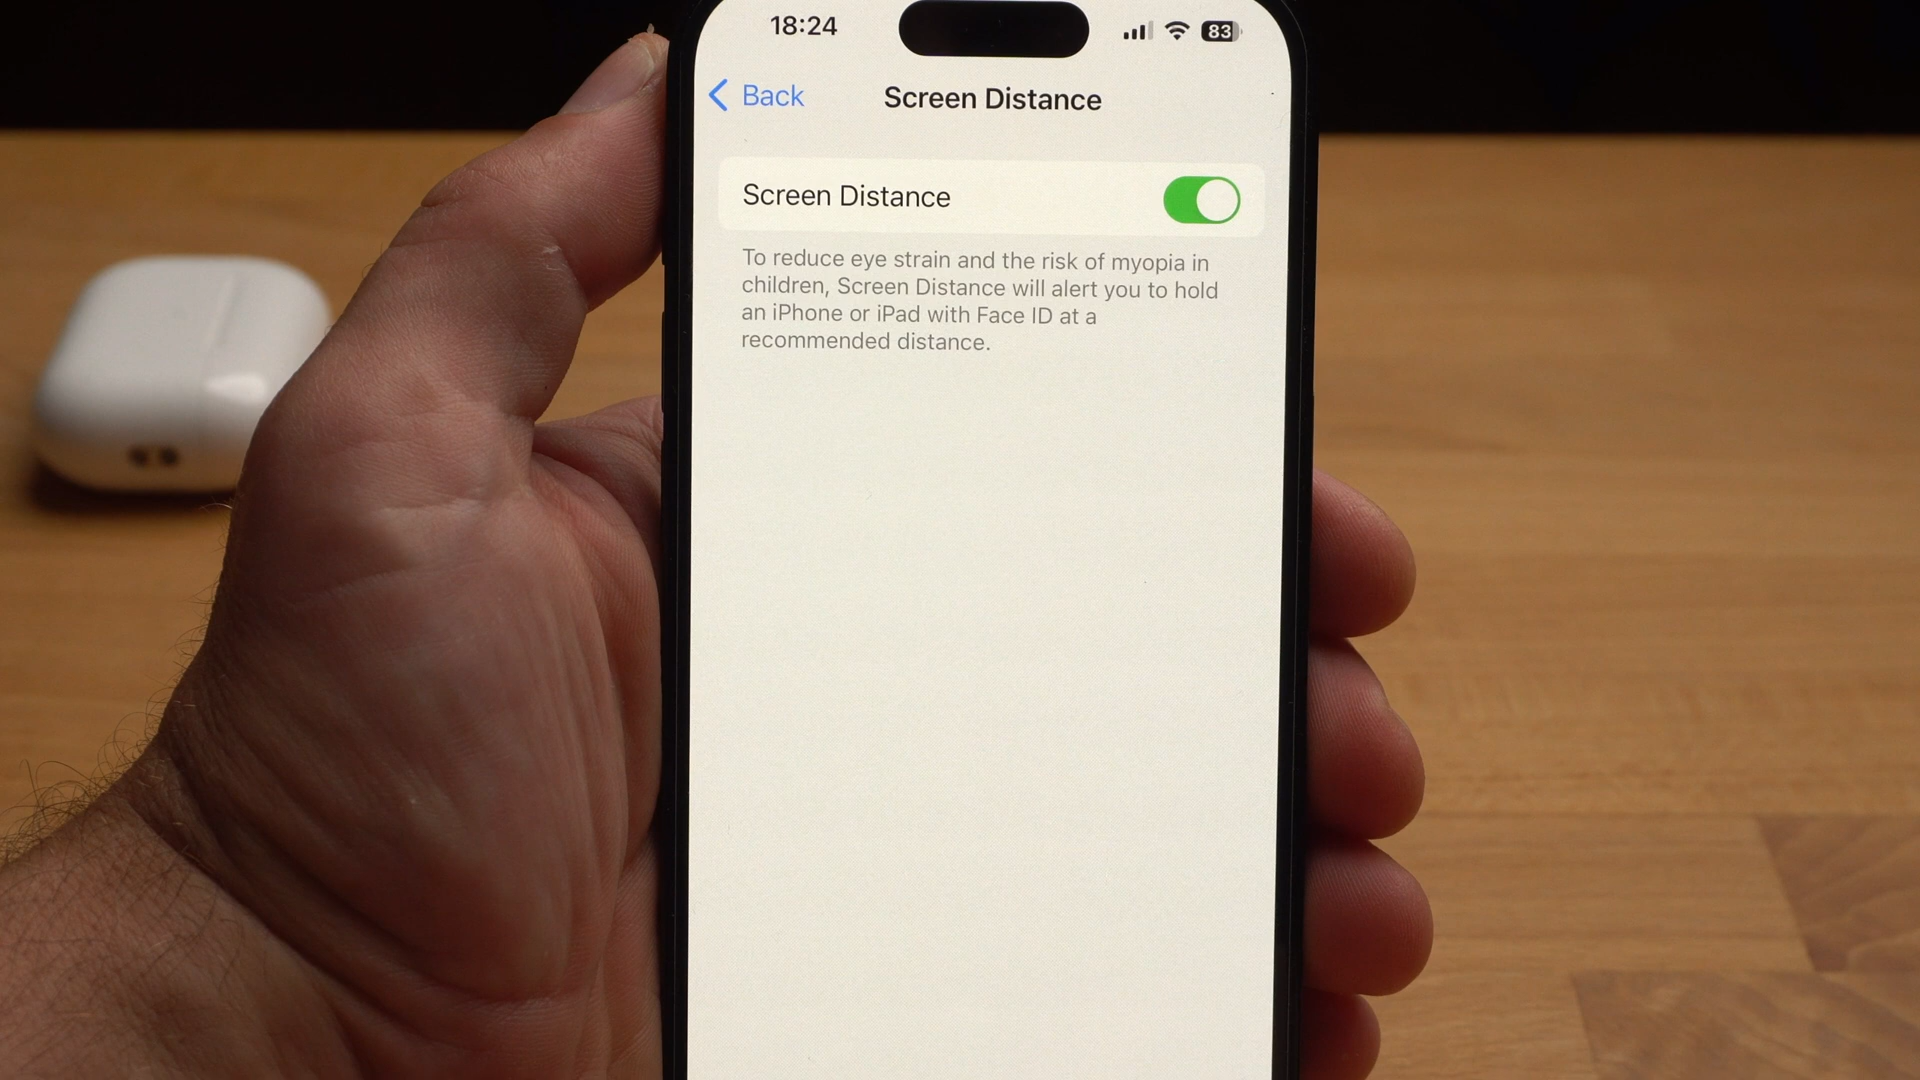 18:24
83
Back
Screen Distance
Screen Distance
To reduce eye strain and the risk of myopia in
children, Screen Distance will alert you to hold
an iPhone or iPad with Face ID at a
recommended distance.